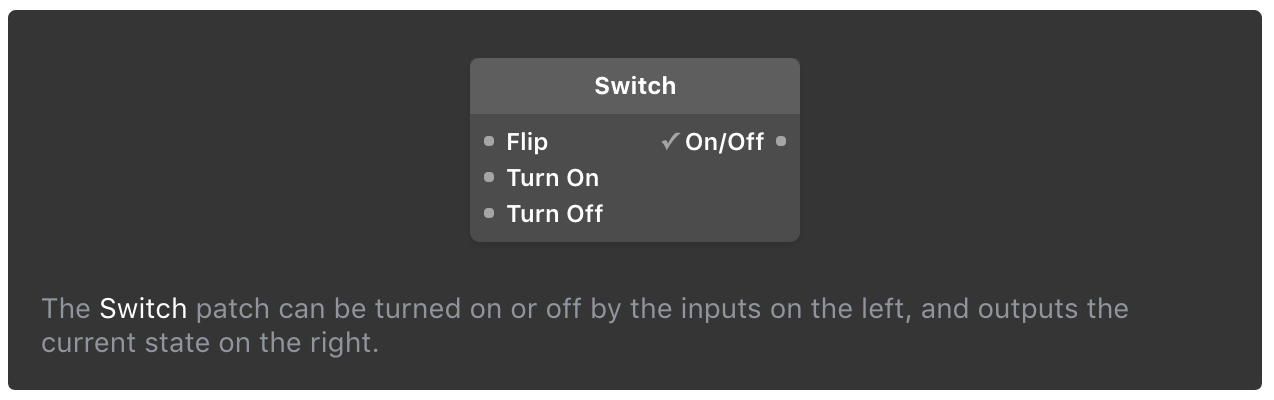 Switch
Flip ✓ On/Off
Turn On
Turn Off
The Switch patch can be turned on or off by the inputs on the left, and outputs the
current state on the right.